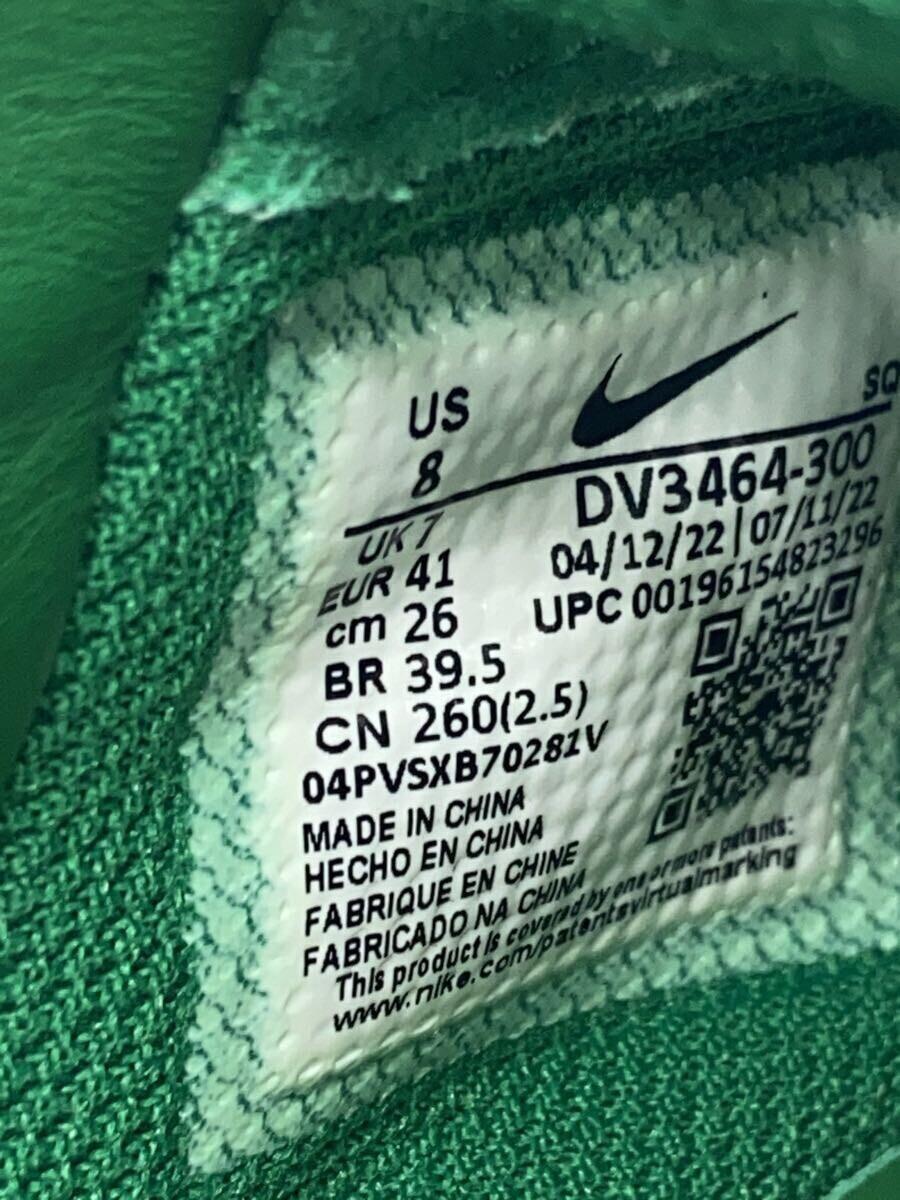 US
8
SQ
DV3464-300
UK 7
04/12/22 | 07/11/22
EUR 41
UPC 00196154823296
cm 26
BR 39.5
CN 260(2.5)
04PVSXB70281V
MADE IN CHINA
HECHO EN CHINA
FABRIQUE EN CHINE
FABRICADO NA CHINA
This product is covered by one or more patents:
www.nike.com/patentsvirtualmarking